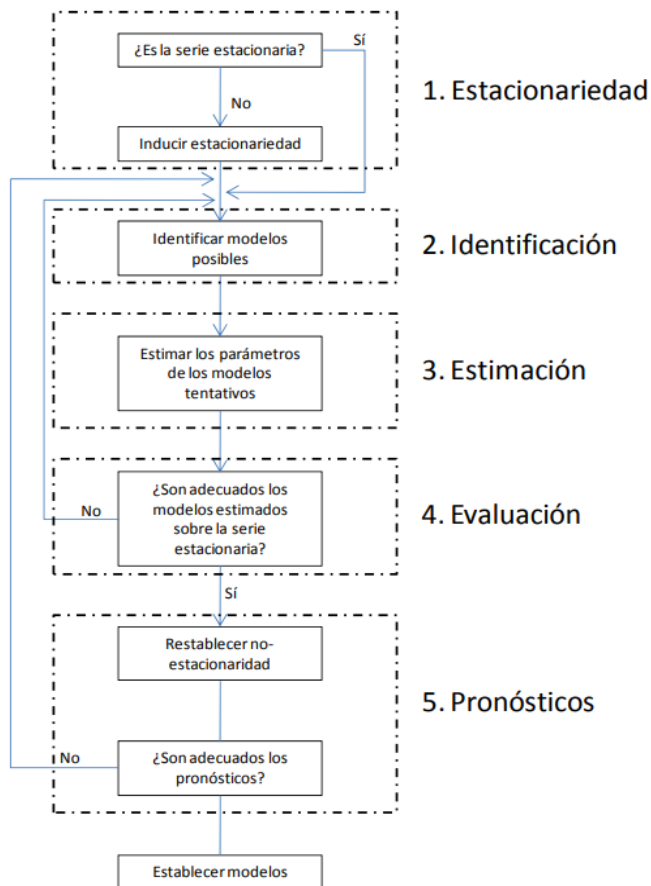 ¿Es la serie estacionaria?
Sí
No
Inducir estacionariedad
1. Estacionariedad
Identificar modelos
posibles
2. Identificación
Estimar los parámetros
de los modelos
tentativos
3. Estimación
¿Son adecuados los
modelos estimados
sobre la serie
estacionaria?
No
4. Evaluación
Sí
Restablecer no-
estacionaridad
5. Pronósticos
No
¿Son adecuados los
pronósticos?
Establecer modelos